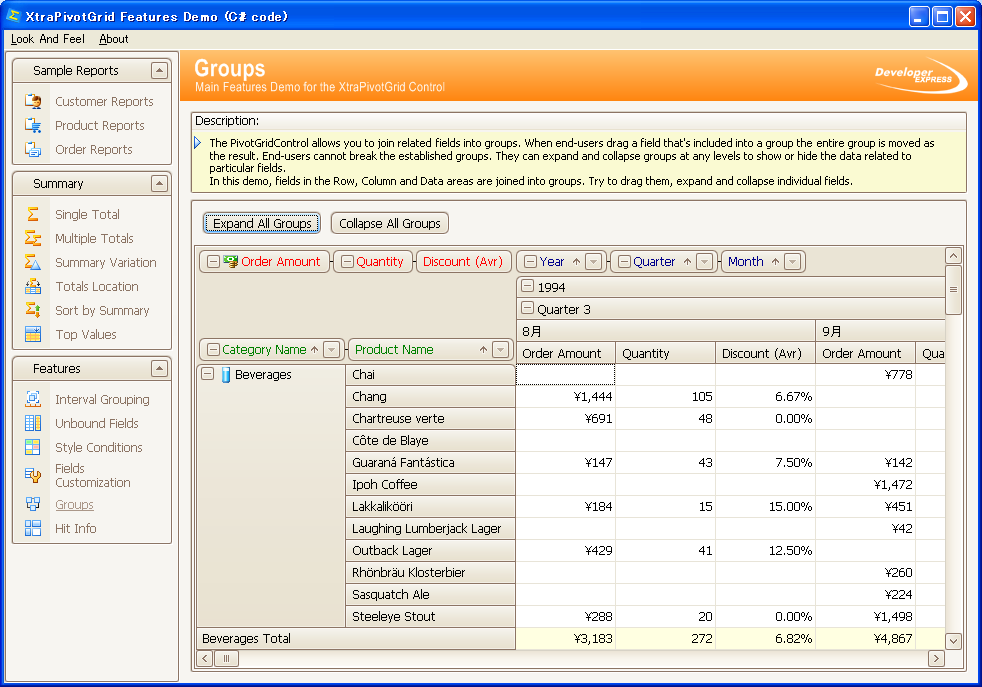 XtraPivotGrid Features Demo (C# code)
Look And Feel About
Sample Reports
Customer Reports
Product Reports
Order Reports
Summary
Single Total
Multiple Totals
Summary Variation
Totals Location
Sort by Summary
Top Values
Features
Interval Grouping
Unbound Fields
Style Conditions
Fields
Customization
Groups
Hit Info
Groups
Main Features Demo for the XtraPivotGrid Control
Developer
EXPRESS
Description:
The PivotGridControl allows you to join related fields into groups. When end-users drag a field that's included into a group the entire group is moved as
the result. End-users cannot break the established groups. They can expand and collapse groups at any levels to show or hide the data related to
particular fields.
In this demo, fields in the Row, Column and Data areas are joined into groups. Try to drag them, expand and collapse individual fields.
Expand All Groups Collapse All Groups
Order Amount Quantity Discount (Avr) Year Quarter Month
1994
Quarter 3
8月 9月
Category Name Product Name Order Amount Quantity Discount (Avr) Order Amount Qua
Beverages Chai ¥778
Chang ¥1,444 105 6.67%
Chartreuse verte ¥691 48 0.00%
Côte de Blaye
Guaraná Fantástica ¥147 43 7.50% ¥142
Ipoh Coffee ¥1,472
Lakkalikööri ¥184 15 15.00% ¥451
Laughing Lumberjack Lager ¥42
Outback Lager ¥429 41 12.50%
Rhönbräu Klosterbier ¥260
Sasquatch Ale ¥224
Steeleye Stout ¥288 20 0.00% ¥1,498
Beverages Total ¥3,183 272 6.82% ¥4,867